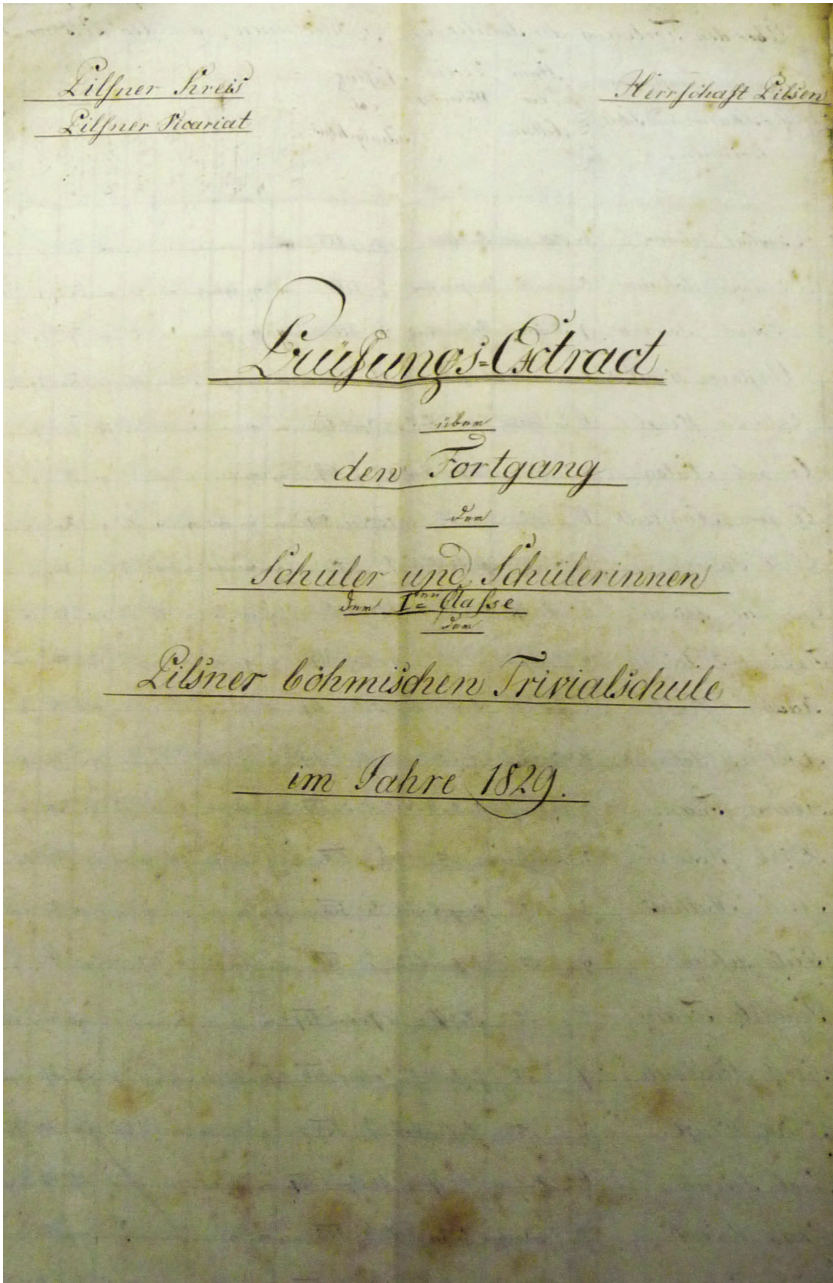 Pilsner Kreis
Herrschaft Pilsen
Pilsner Vicariat
Prüfungs=Extract
über
den Fortgang
der
Schüler und Schülerinnen
der I ten Classe
der
Pilsner böhmischen Trivialschule
im Jahre 1829.